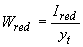 W_red = I_red / y_t